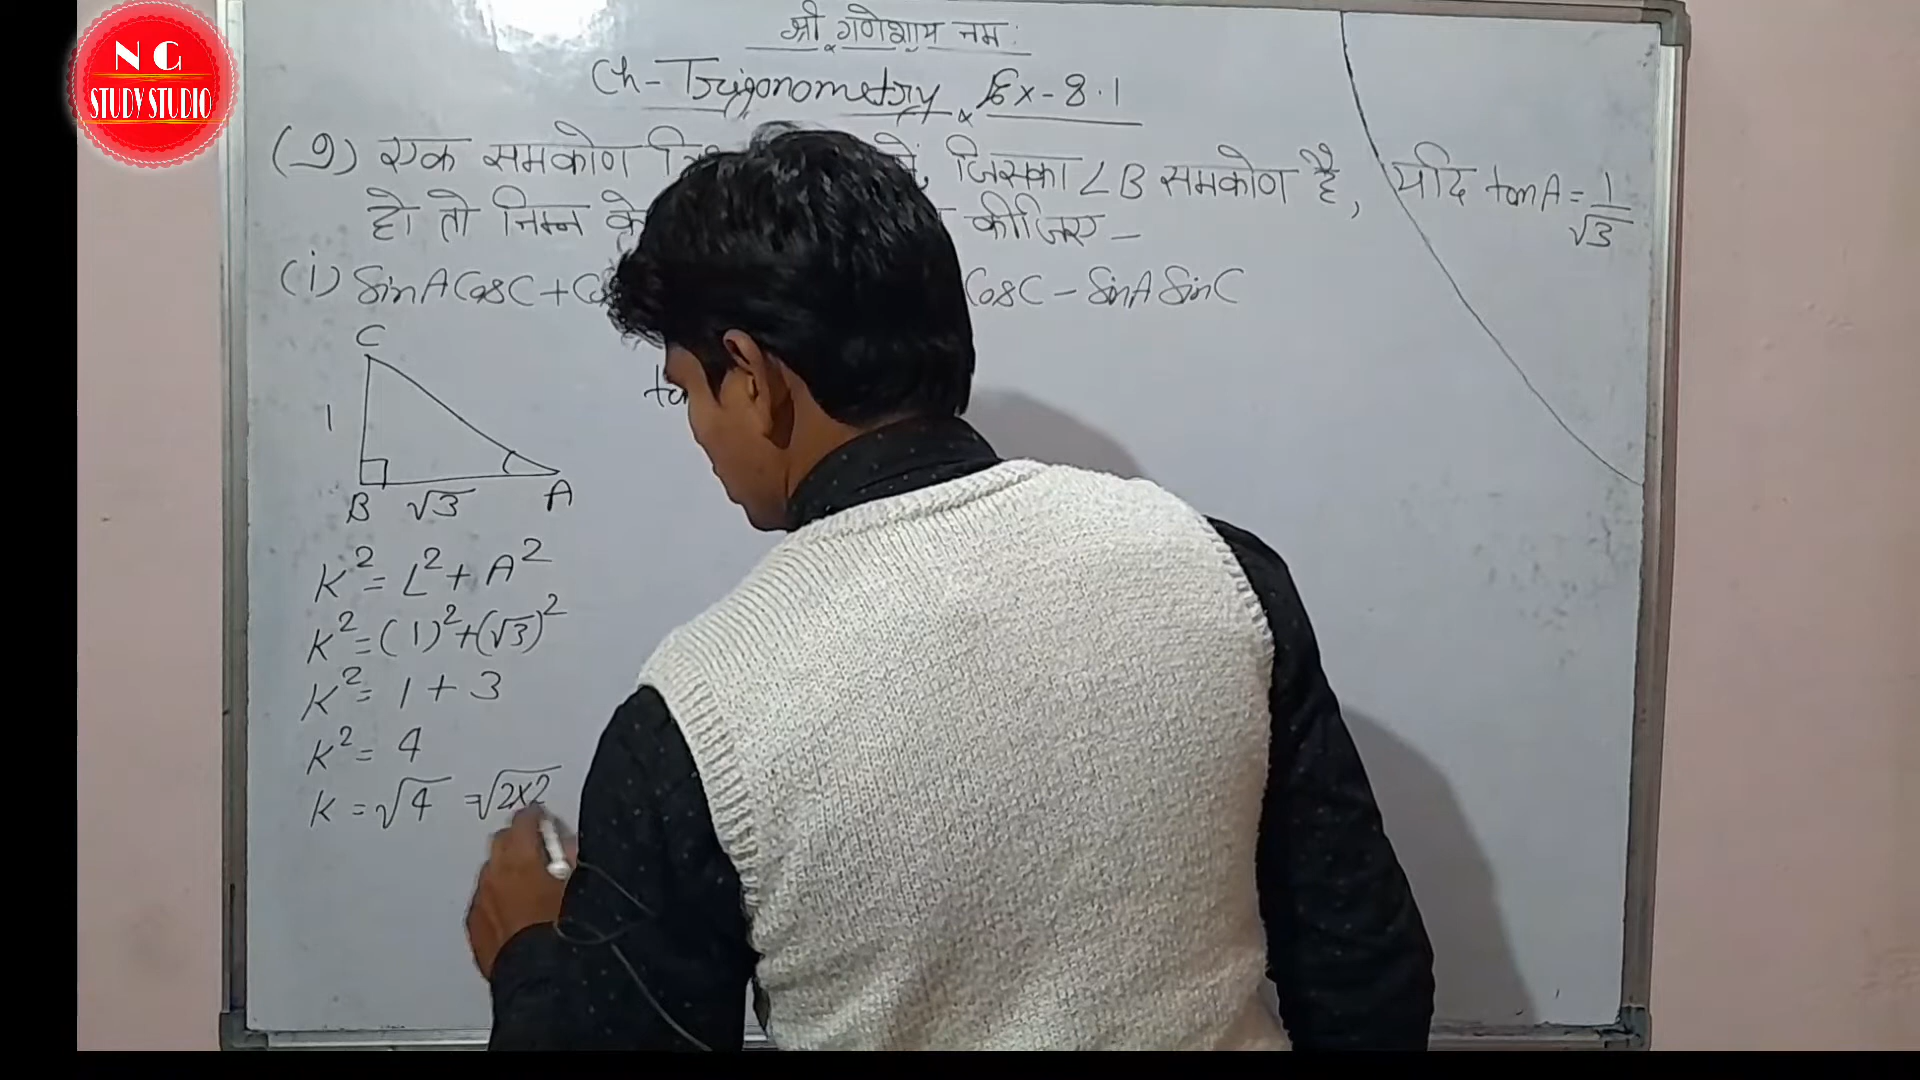 NG
STUDY STUDIO
श्री गणेशाय नमः
Ch-Trigonometry Ex-8.1
(9) एक समकोण जिसका ∠B समकोण है, यदि tanA = 1/√3
हो तो निम्न के कीजिए -
(i) SinA CosC + CosC - SinA SinC
C
1
B √3 A
K² = L² + A²
K² = (1)² + (√3)²
K² = 1 + 3
K² = 4
K = √4 = √2×2